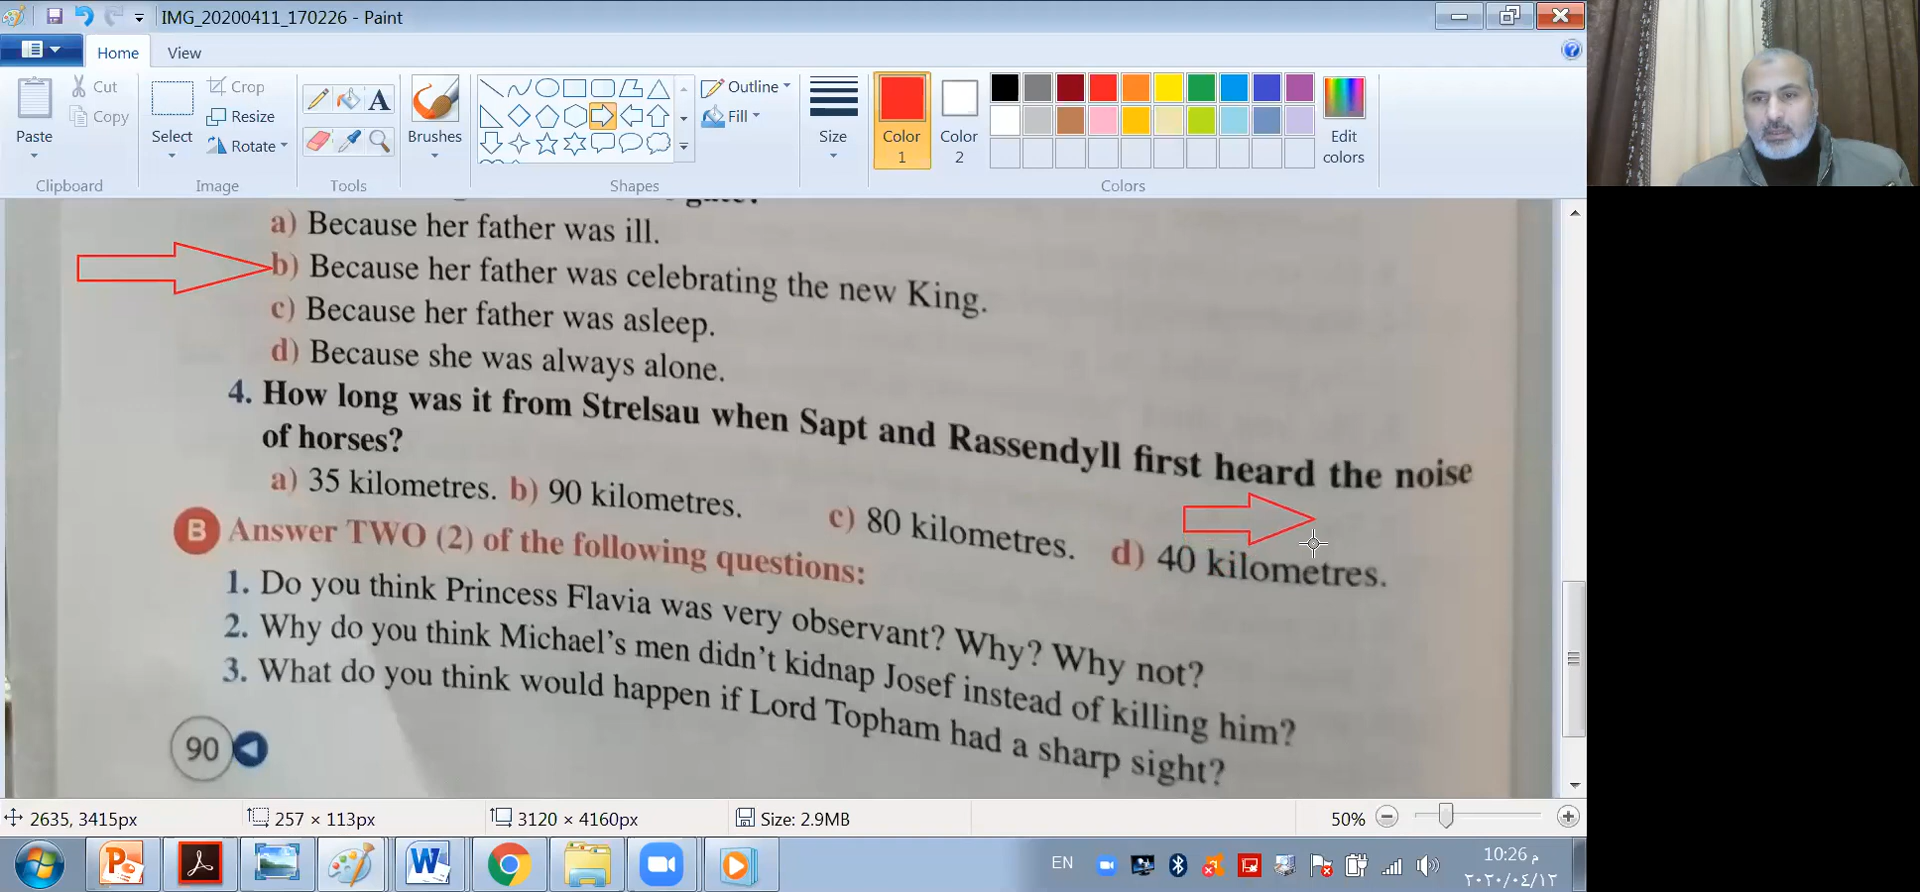 IMG_20200411_170226 - Paint
Home View
Paste
Cut
Copy
Clipboard
Select
Crop
Resize
Rotate
Image
A
Tools
Brushes
Shapes
Outline
Fill
Size
Color 1
Color 2
Edit colors
Colors
a) Because her father was ill.
b) Because her father was celebrating the new King.
c) Because her father was asleep.
d) Because she was always alone.
4. How long was it from Strelsau when Sapt and Rassendyll first heard the noise
of horses?
a) 35 kilometres. b) 90 kilometres. c) 80 kilometres. d) 40 kilometres.
B Answer TWO (2) of the following questions:
1. Do you think Princess Flavia was very observant? Why? Why not?
2. Why do you think Michael's men didn't kidnap Josef instead of killing him?
3. What do you think would happen if Lord Topham had a sharp sight?
90
2635, 3415px 257 × 113px 3120 × 4160px Size: 2.9MB 50%
EN
10:26 م
٢٠٢٠/٠٤/١٢